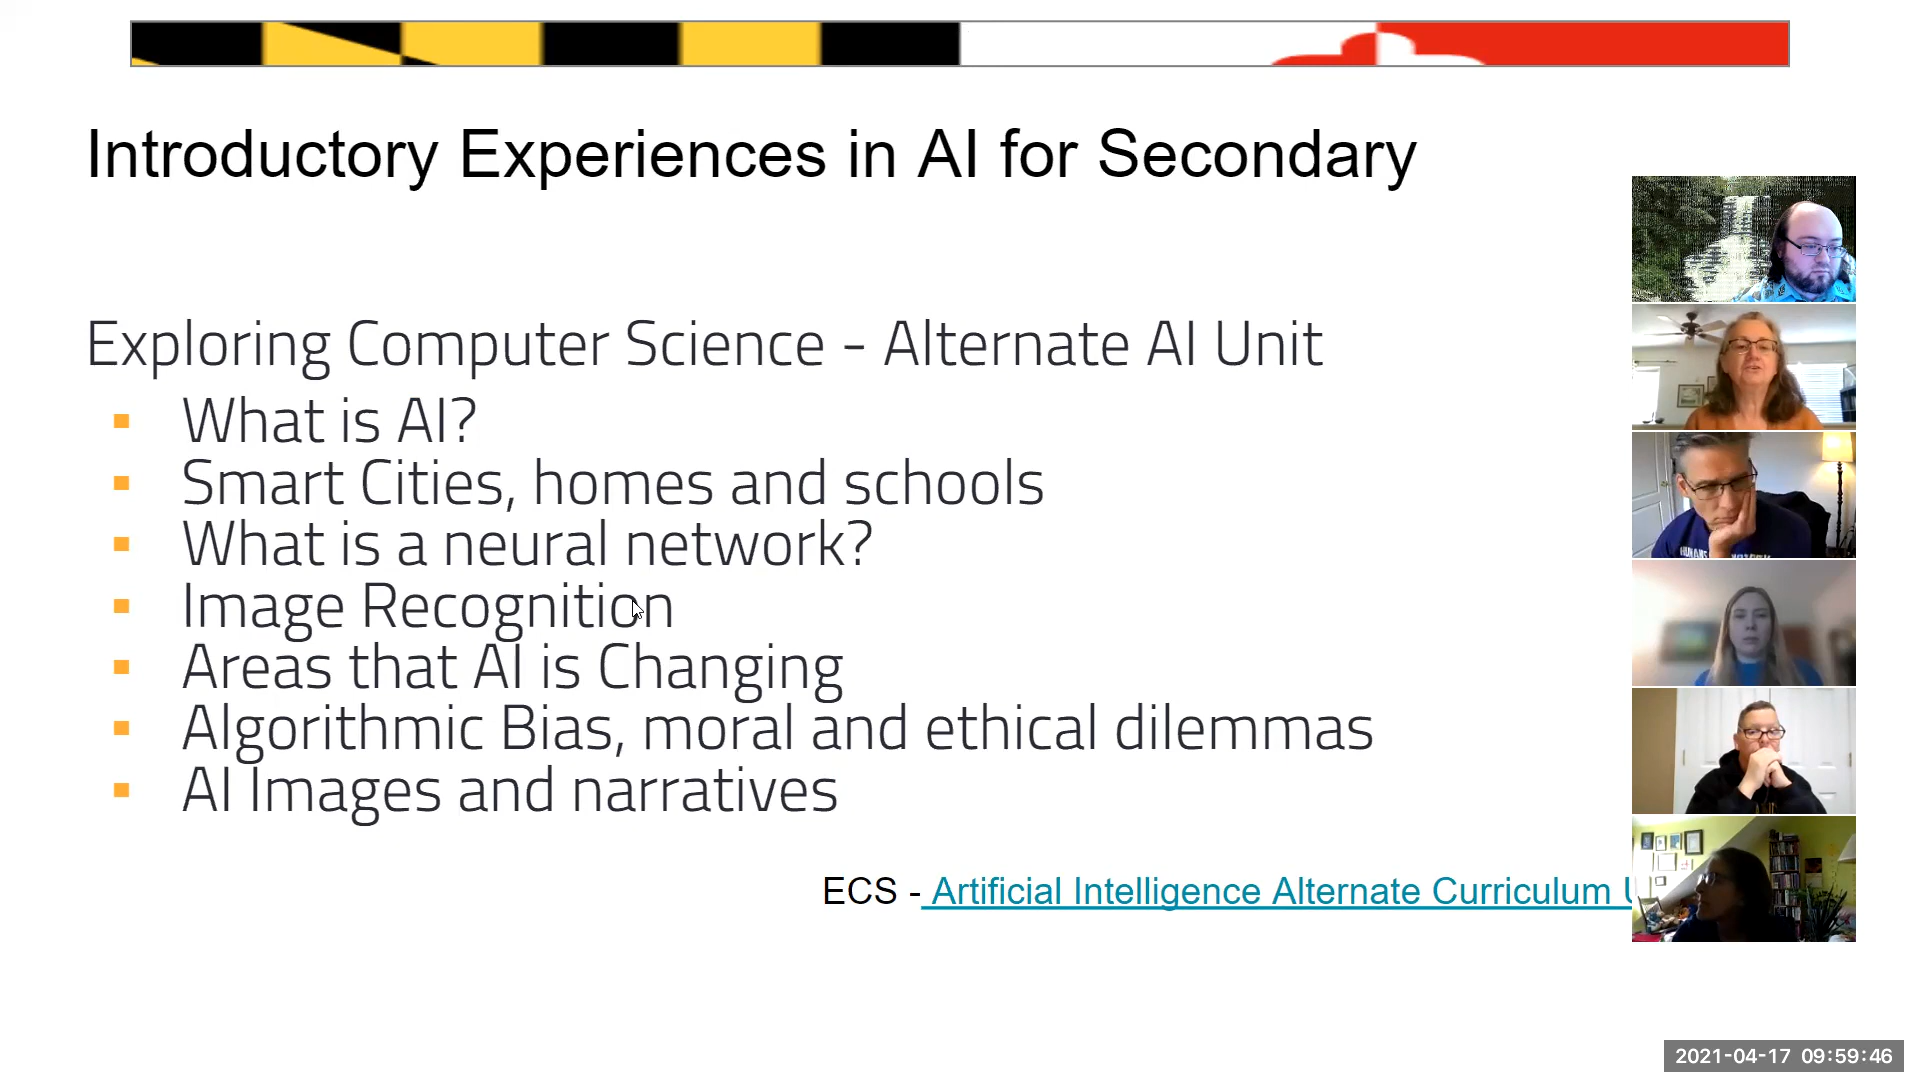 Introductory Experiences in AI for Secondary
Exploring Computer Science - Alternate AI Unit
What is AI?
Smart Cities, homes and schools
What is a neural network?
Image Recognition
Areas that AI is Changing
Algorithmic Bias, moral and ethical dilemmas
AI Images and narratives
ECS - Artificial Intelligence Alternate Curriculum
2021-04-17 09:59:46